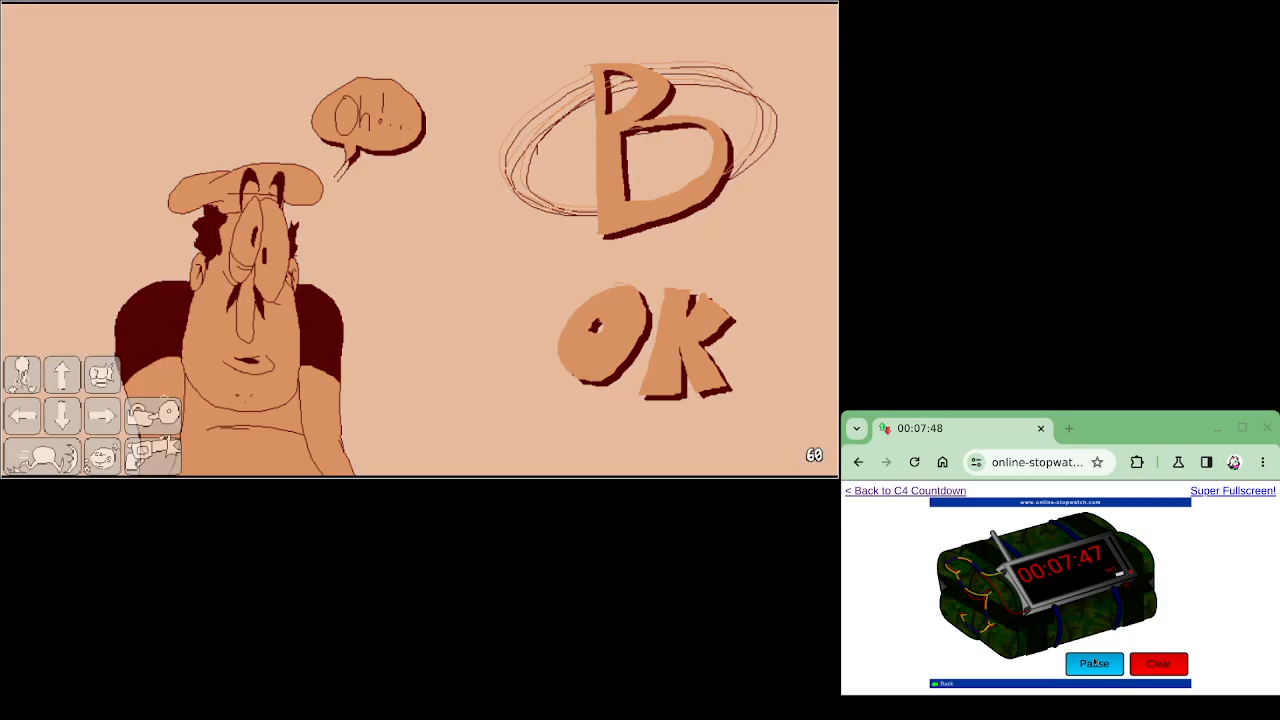 Oh!...
B
OK
60
00:07:48
online-stopwat...
< Back to C4 Countdown
Super Fullscreen!
www.online-stopwatch.com
00:07:47
Pause
Clear
Back